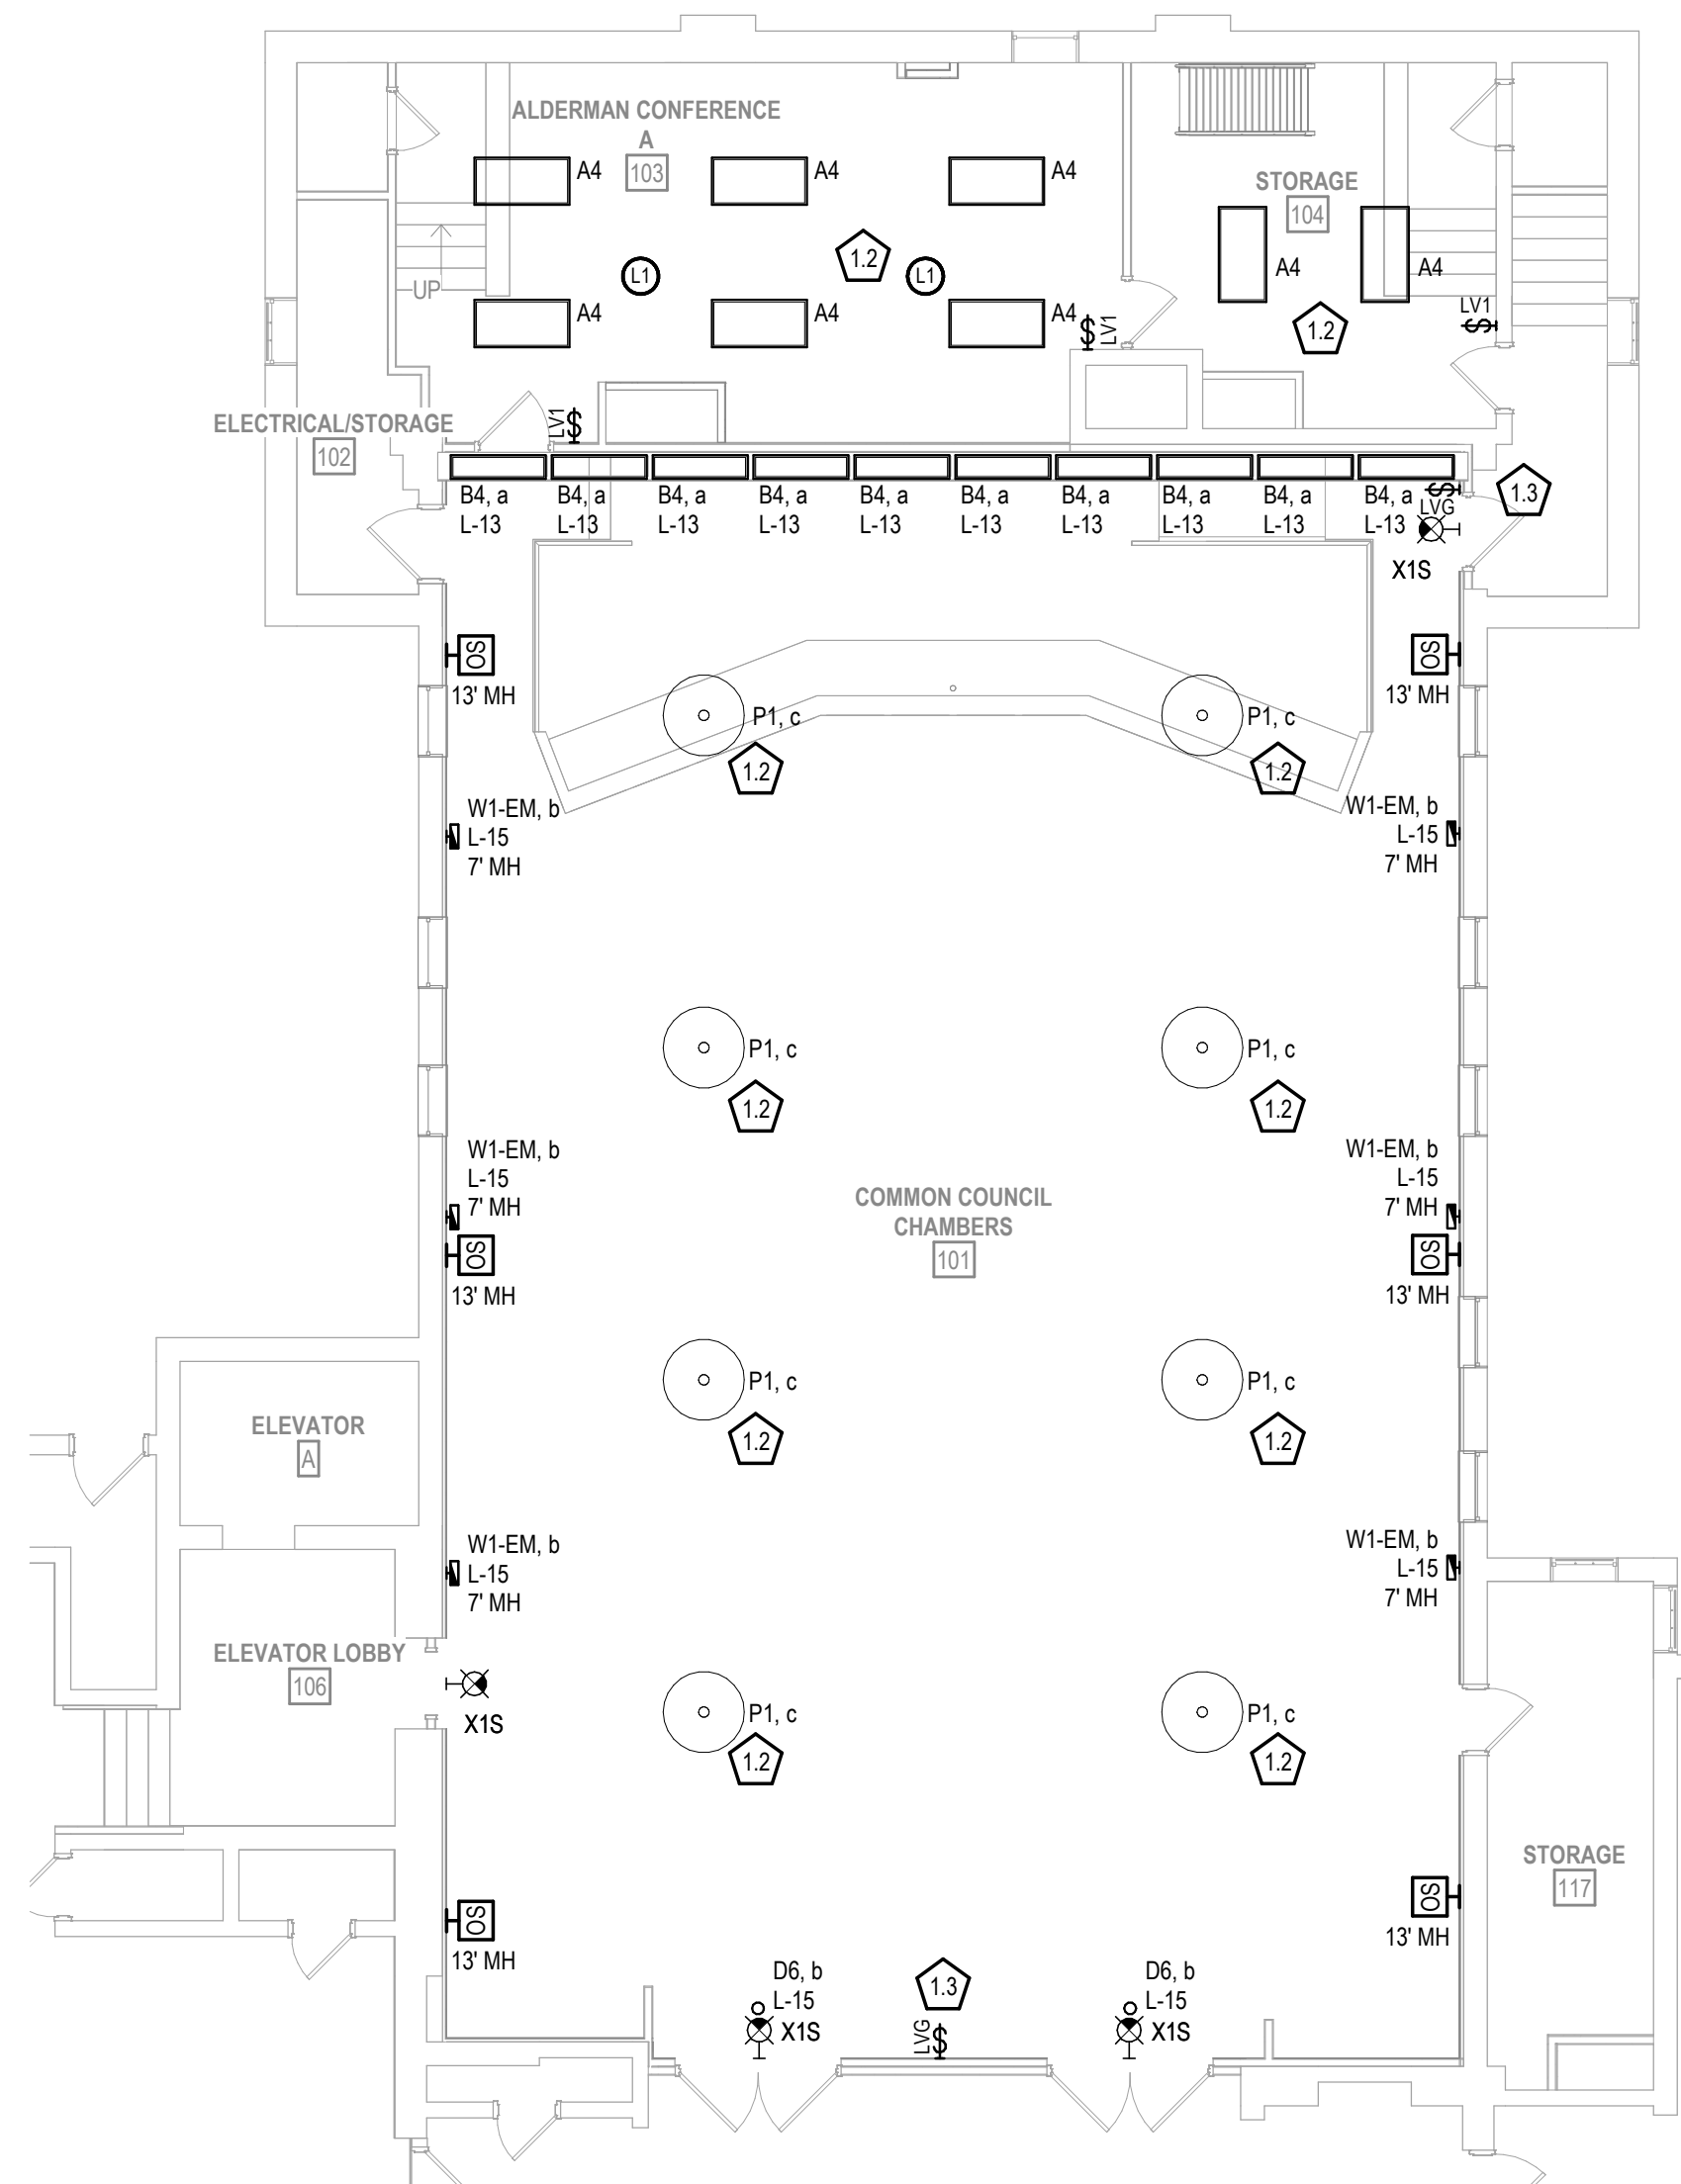 ALDERMAN CONFERENCE
A
103
A4
A4
A4
STORAGE
104
1.2
L1
L1
A4
A4
UP
A4
A4
A4
LV1
1.2
LV1
$
$
ELECTRICAL/STORAGE
102
LV1
$
1.3
B4, a
L-13
B4, a
L-13
B4, a
L-13
B4, a
L-13
B4, a
L-13
B4, a
L-13
B4, a
L-13
B4, a
L-13
B4, a
L-13
B4, a
L-13
$
LVG
X1S
OS
13' MH
OS
13' MH
P1, c
1.2
P1, c
1.2
W1-EM, b
L-15
7' MH
W1-EM, b
L-15
7' MH
P1, c
1.2
P1, c
1.2
W1-EM, b
L-15
7' MH
W1-EM, b
L-15
7' MH
COMMON COUNCIL
CHAMBERS
101
OS
13' MH
OS
13' MH
P1, c
1.2
P1, c
1.2
ELEVATOR
A
W1-EM, b
L-15
7' MH
W1-EM, b
L-15
7' MH
ELEVATOR LOBBY
106
X1S
P1, c
1.2
P1, c
1.2
STORAGE
117
OS
13' MH
OS
13' MH
D6, b
L-15
X1S
1.3
LVG
$
D6, b
L-15
X1S